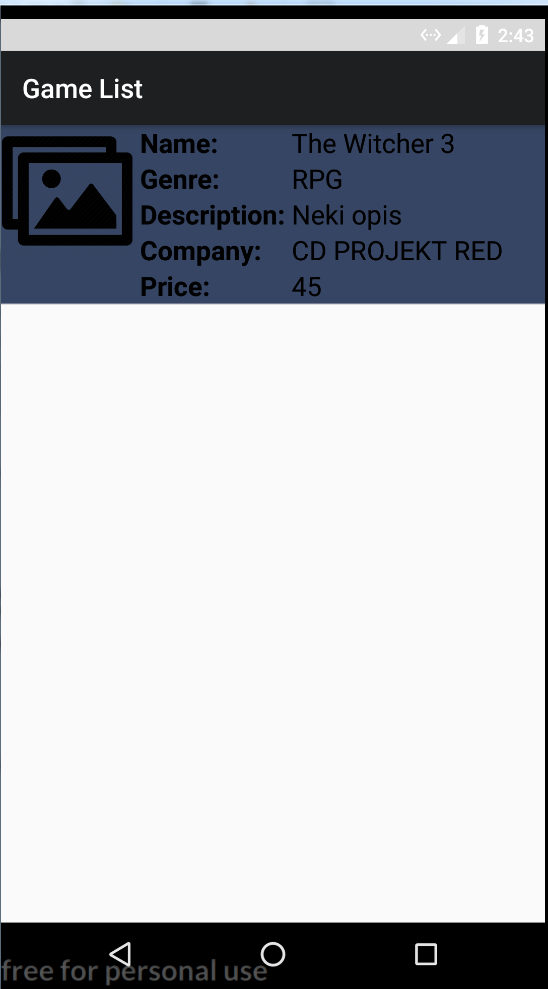 2:43
Game List
Name: The Witcher 3
Genre: RPG
Description: Neki opis
Company: CD PROJEKT RED
Price: 45
free for personal use